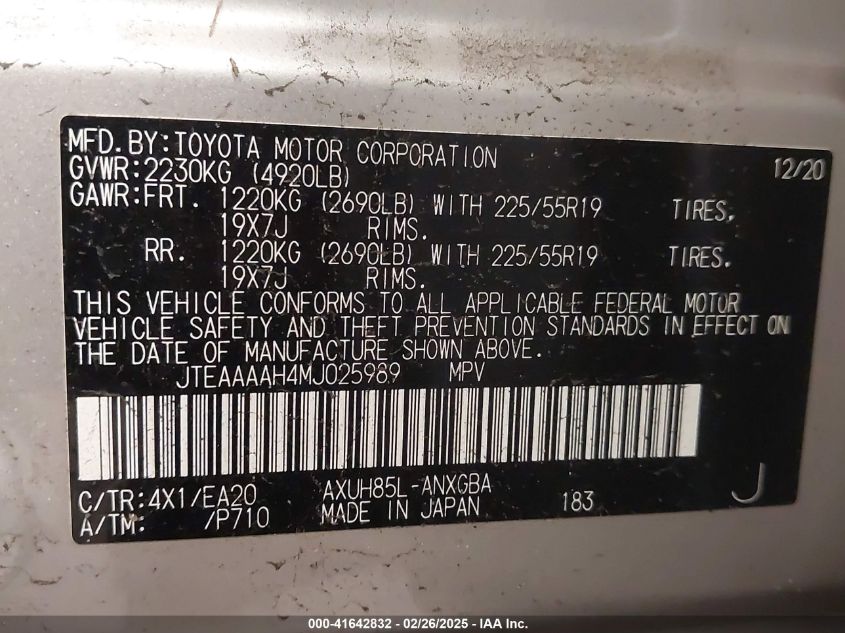 MFD. BY: TOYOTA MOTOR CORPORATION 12/20
GVWR: 2230KG (4920LB)
GAWR: FRT. 1220KG (2690LB) WITH 225/55R19 TIRES,
19X7J RIMS.
RR. 1220KG (2690LB) WITH 225/55R19 TIRES.
19X7J RIMS.
THIS VEHICLE CONFORMS TO ALL APPLICABLE FEDERAL MOTOR
VEHICLE SAFETY AND THEFT PREVENTION STANDARDS IN EFFECT ON
THE DATE OF MANUFACTURE SHOWN ABOVE.
JTEAAAAH4MJ025989 MPV
C/TR: 4X1/EA20 AXUH85L-ANXGBA
A/TM: /P710 MADE IN JAPAN 183 J
000-41642832 - 02/26/2025 - IAA Inc.